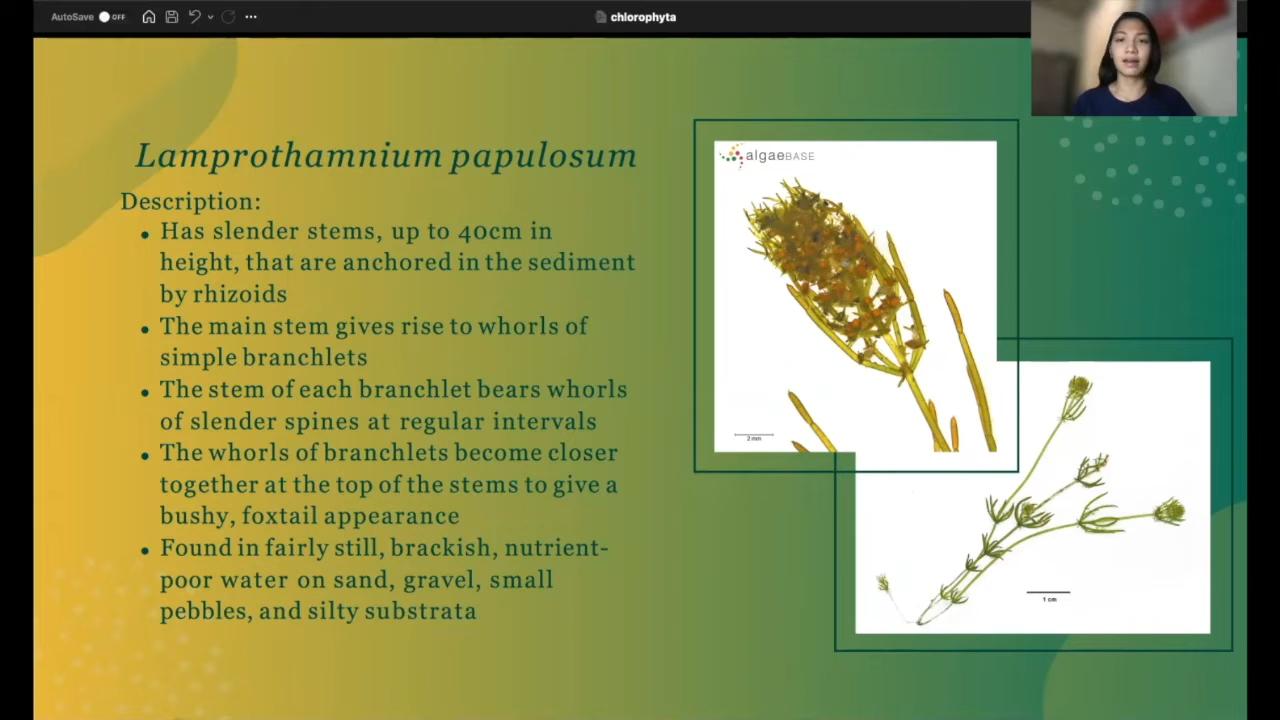 AutoSave OFF
chlorophyta
Lamprothamnium papulosum
Description:
Has slender stems, up to 40cm in
height, that are anchored in the sediment
by rhizoids
The main stem gives rise to whorls of
simple branchlets
The stem of each branchlet bears whorls
of slender spines at regular intervals
The whorls of branchlets become closer
together at the top of the stems to give a
bushy, foxtail appearance
Found in fairly still, brackish, nutrient-
poor water on sand, gravel, small
pebbles, and silty substrata
algaeBASE
2 mm
1 cm